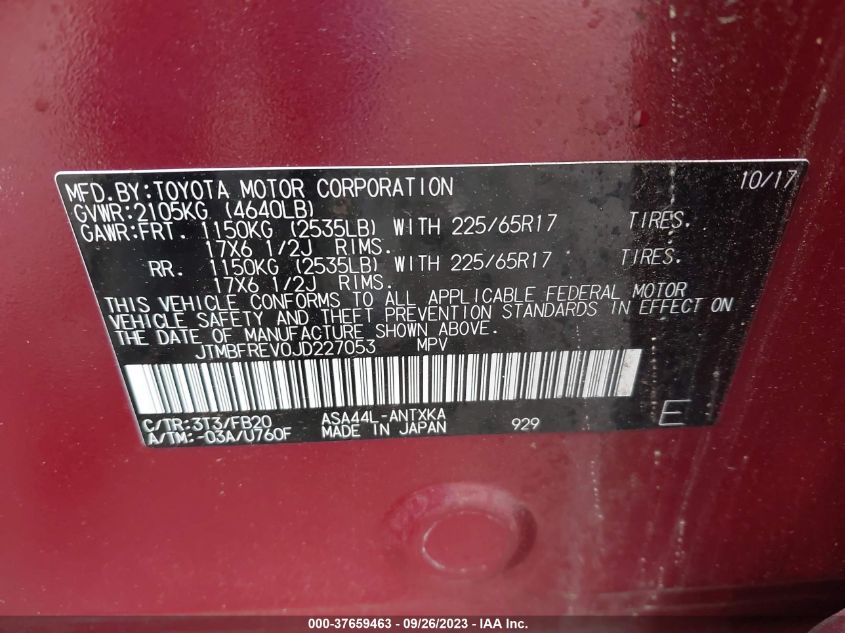 MFD.BY:TOYOTA MOTOR CORPORATION 10/17
GVWR:2105KG (4640LB)
GAWR:FRT. 1150KG (2535LB) WITH 225/65R17 TIRES.
17X6 1/2J RIMS.
RR. 1150KG (2535LB) WITH 225/65R17 TIRES.
17X6 1/2J RIMS.
THIS VEHICLE CONFORMS TO ALL APPLICABLE FEDERAL MOTOR
VEHICLE SAFETY AND THEFT PREVENTION STANDARDS IN EFFECT ON
THE DATE OF MANUFACTURE SHOWN ABOVE.
JTMBFREV0JD227053 MPV
C/TR:3T3/FB20 ASA44L-ANTXKA
A/TM:-03A/U760F MADE IN JAPAN 929 E
000-37659463 - 09/26/2023 - IAA Inc.